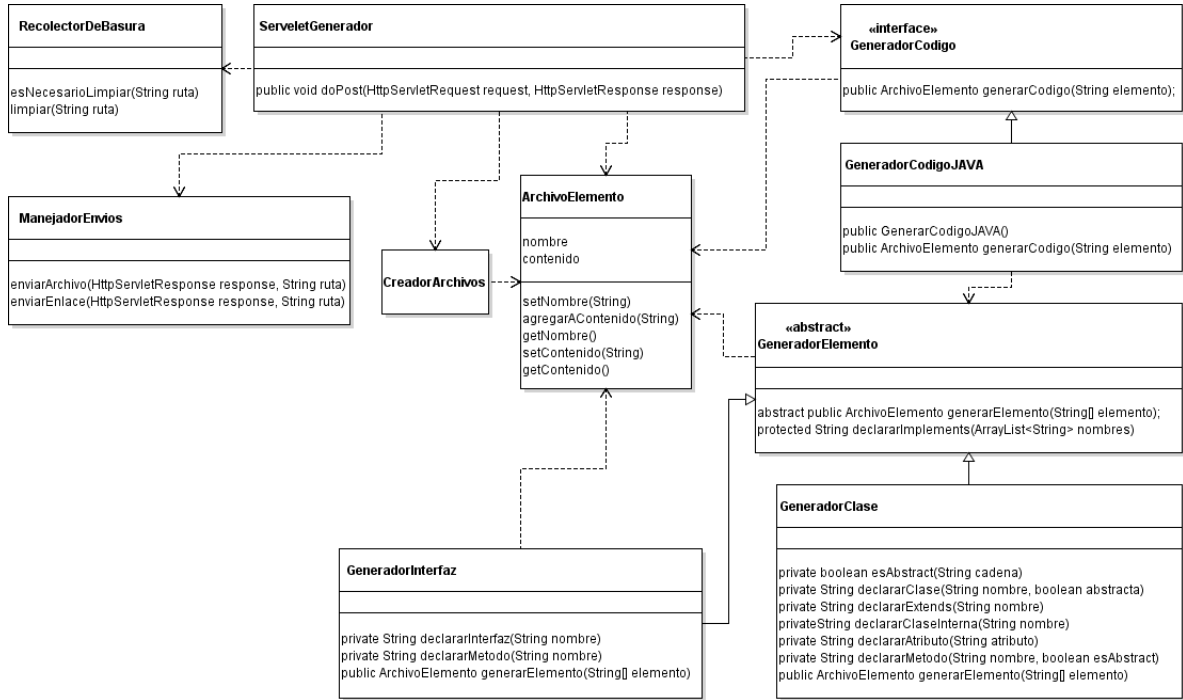 RecolectorDeBasura
esNecesarioLimpiar(String ruta)
limpiar(String ruta)
ServeletGenerador
public void doPost(HttpServletRequest request, HttpServletResponse response)
«interface»
GeneradorCodigo
public ArchivoElemento generarCodigo(String elemento);
GeneradorCodigoJAVA
public GenerarCodigoJAVA()
public ArchivoElemento generarCodigo(String elemento)
ManejadorEnvios
enviarArchivo(HttpServletResponse response, String ruta)
enviarEnlace(HttpServletResponse response, String ruta)
CreadorArchivos
ArchivoElemento
nombre
contenido
setNombre(String)
agregarAContenido(String)
getNombre()
setContenido(String)
getContenido()
«abstract»
GeneradorElemento
abstract public ArchivoElemento generarElemento(String[] elemento);
protected String declararImplements(ArrayList<String> nombres)
GeneradorInterfaz
private String declararInterfaz(String nombre)
private String declararMetodo(String nombre)
public ArchivoElemento generarElemento(String[] elemento)
GeneradorClase
private boolean esAbstract(String cadena)
private String declararClase(String nombre, boolean abstracta)
private String declararExtends(String nombre)
privateString declararClaseInterna(String nombre)
private String declararAtributo(String atributo)
private String declararMetodo(String nombre, boolean esAbstract)
public ArchivoElemento generarElemento(String[] elemento)